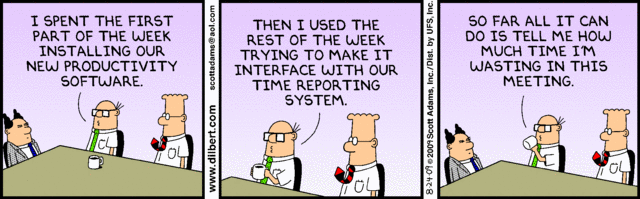 I SPENT THE FIRST
PART OF THE WEEK
INSTALLING OUR
NEW PRODUCTIVITY
SOFTWARE.
www.dilbert.com
scottadams@aol.com
THEN I USED THE
REST OF THE WEEK
TRYING TO MAKE IT
INTERFACE WITH OUR
TIME REPORTING
SYSTEM.
8-24-09 © 2009 Scott Adams, Inc./Dist. by UFS, Inc.
SO FAR ALL IT CAN
DO IS TELL ME HOW
MUCH TIME I'M
WASTING IN THIS
MEETING.